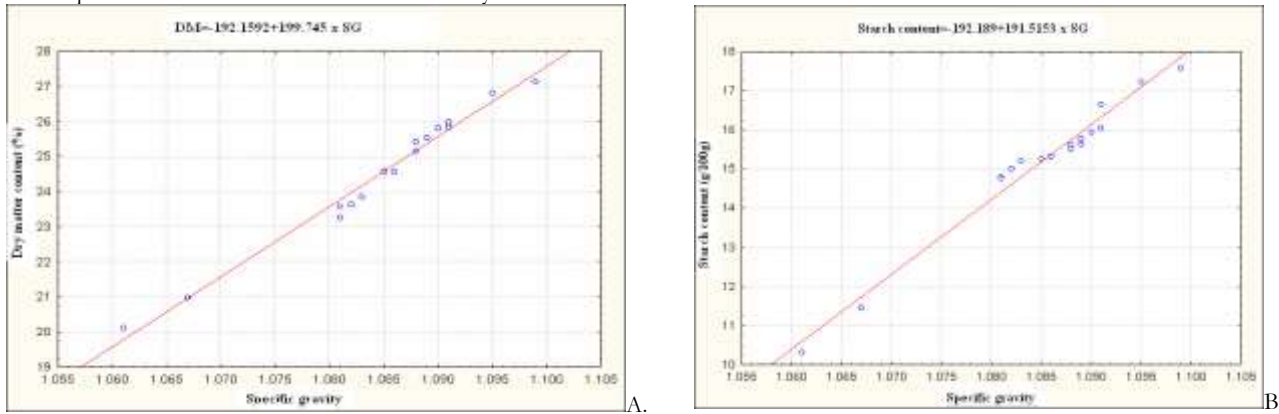 DM=-192.1592+199.745 x SG
28
27
26
25
24
23
22
21
20
19
Dry matter content (%)
1.055 1.060 1.065 1.070 1.075 1.080 1.085 1.090 1.095 1.100 1.105
Specific gravity
A.
Starch content=-192.189+191.5153 x SG
18
17
16
15
14
13
12
11
10
Starch content (g/100g)
1.055 1.060 1.065 1.070 1.075 1.080 1.085 1.090 1.095 1.100 1.105
Specific gravity
B